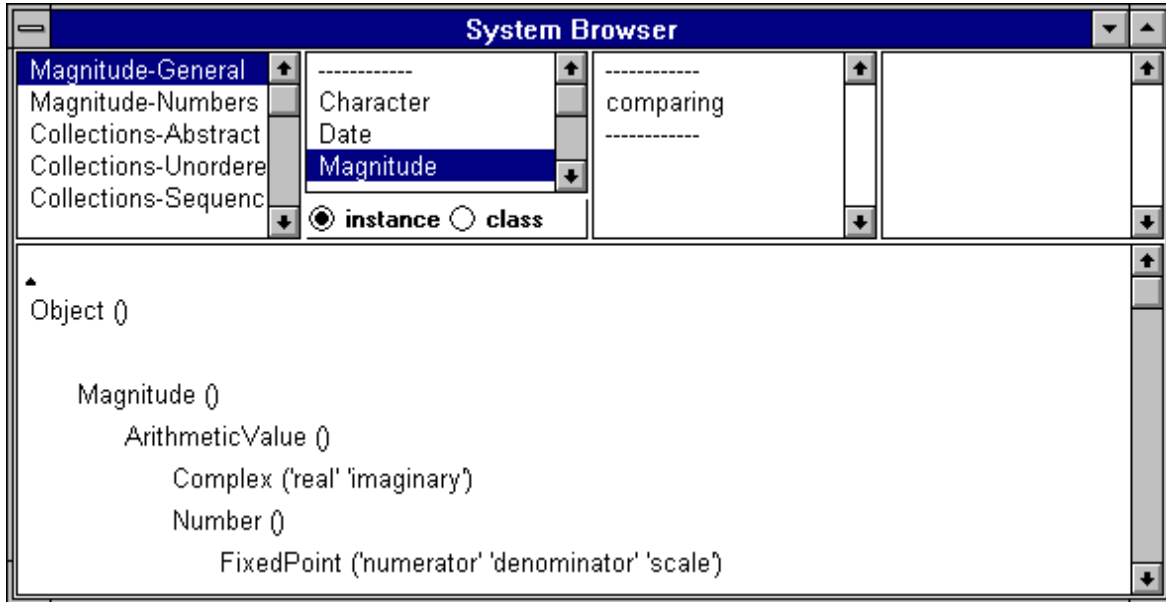 System Browser
Magnitude-General
Magnitude-Numbers
Collections-Abstract
Collections-Unordere
Collections-Sequenc
------------
Character
Date
Magnitude
instance class
------------
comparing
------------
Object ()
Magnitude ()
ArithmeticValue ()
Complex ('real' 'imaginary')
Number ()
FixedPoint ('numerator' 'denominator' 'scale')